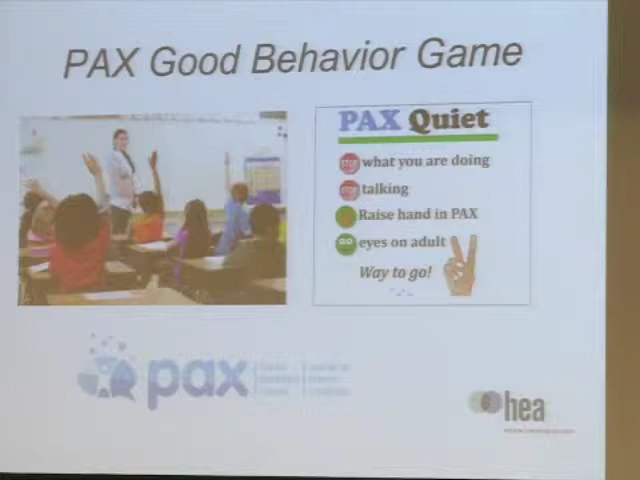 PAX Good Behavior Game
PAX Quiet
what you are doing
talking
Raise hand in PAX
eyes on adult
Way to go!
pax
hea